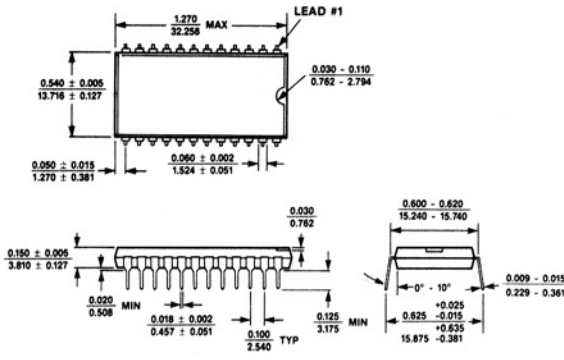 1.270
32.258
MAX
LEAD #1
0.540 ± 0.005
13.716 ± 0.127
0.030 - 0.110
0.762 - 2.794
0.050 ± 0.015
1.270 ± 0.381
0.060 ± 0.002
1.524 ± 0.051
0.030
0.762
0.600 - 0.620
15.240 - 15.740
0.150 ± 0.005
3.810 ± 0.127
0.020
0.508
MIN
0.018 ± 0.002
0.457 ± 0.051
0.100
2.540
TYP
0.125
3.175
MIN
0° - 10°
0.009 - 0.015
0.229 - 0.361
+0.025
0.625 -0.015
+0.635
15.875 -0.381